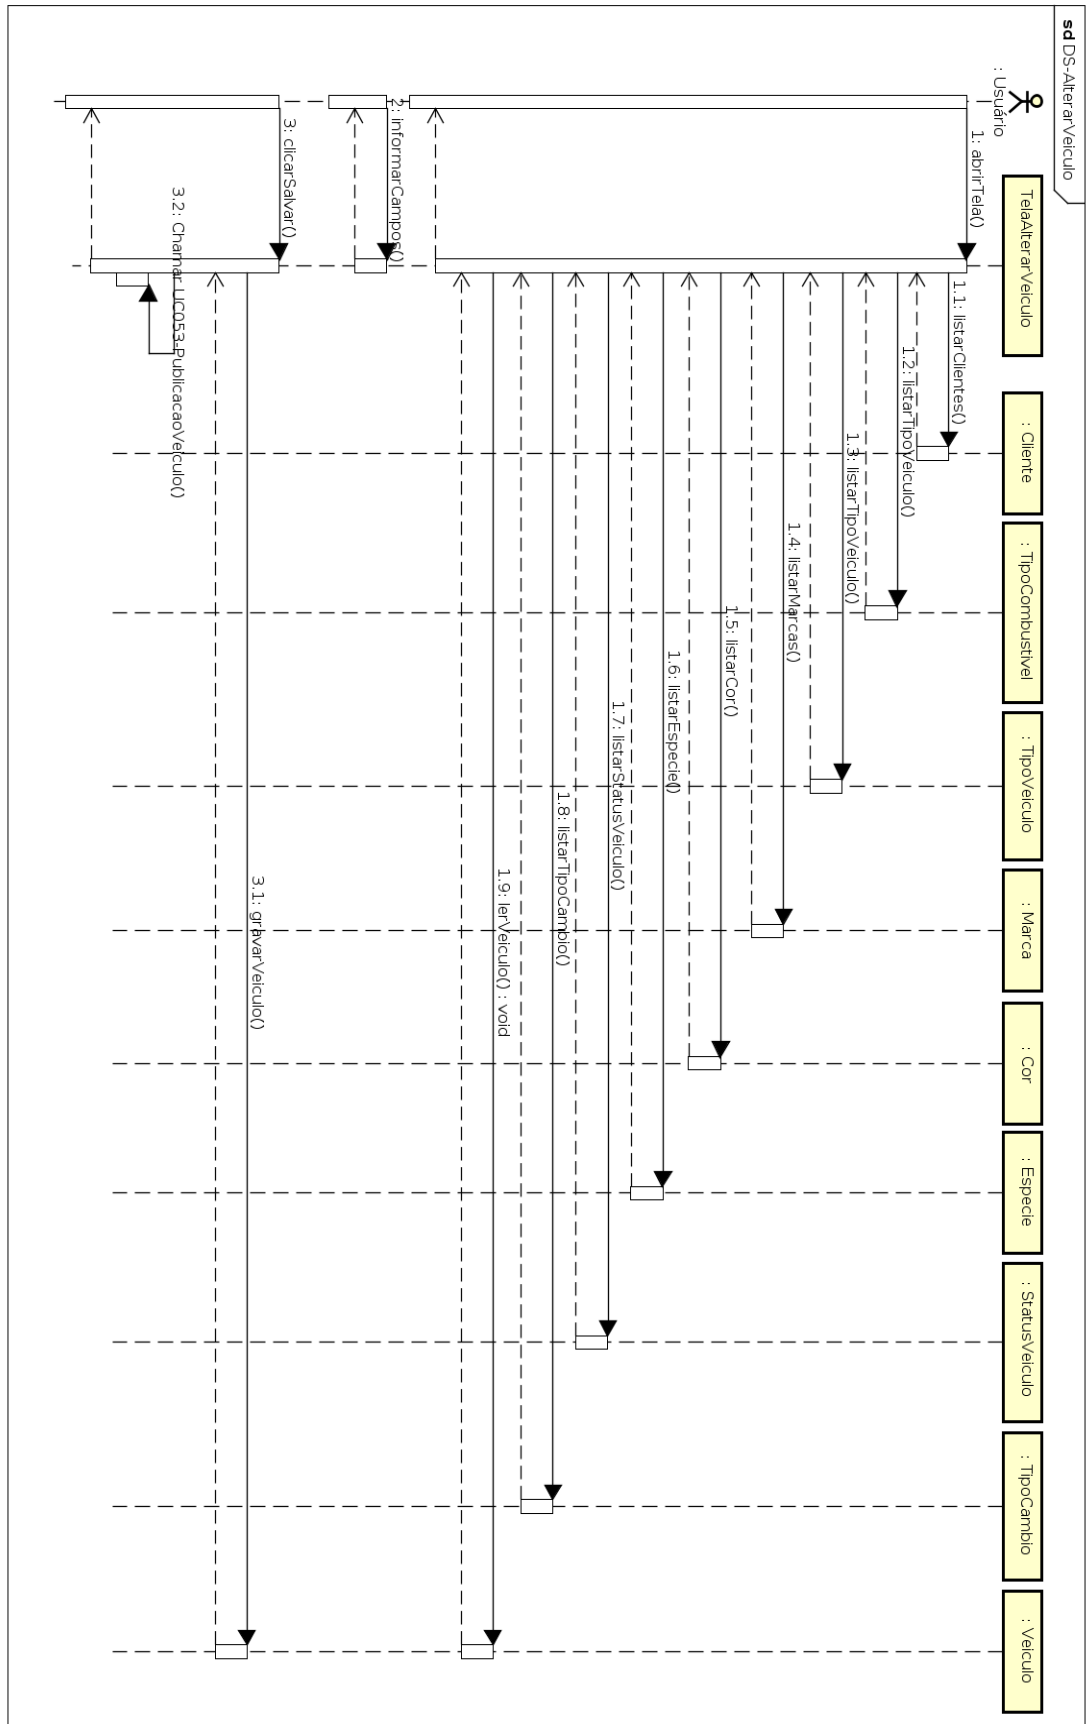 sd DS-AlterarVeiculo
: Usuário
TelaAlterarVeiculo
: Cliente
: TipoCombustivel
: TipoVeiculo
: Marca
: Cor
: Especie
: StatusVeiculo
: TipoCambio
: Veiculo
1: abrirTela()
1.1: listarClientes()
1.2: listarTipoVeiculo()
1.3: listarTipoVeiculo()
1.4: listarMarcas()
1.5: listarCor()
1.6: listarEspecie()
1.7: listarStatusVeiculo()
1.8: listarTipoCambio()
1.9: lerVeiculo() : void
2: informarCampos()
3: clicarSalvar()
3.1: gravarVeiculo()
3.2: Chamar UC053-PublicacaoVeiculo()